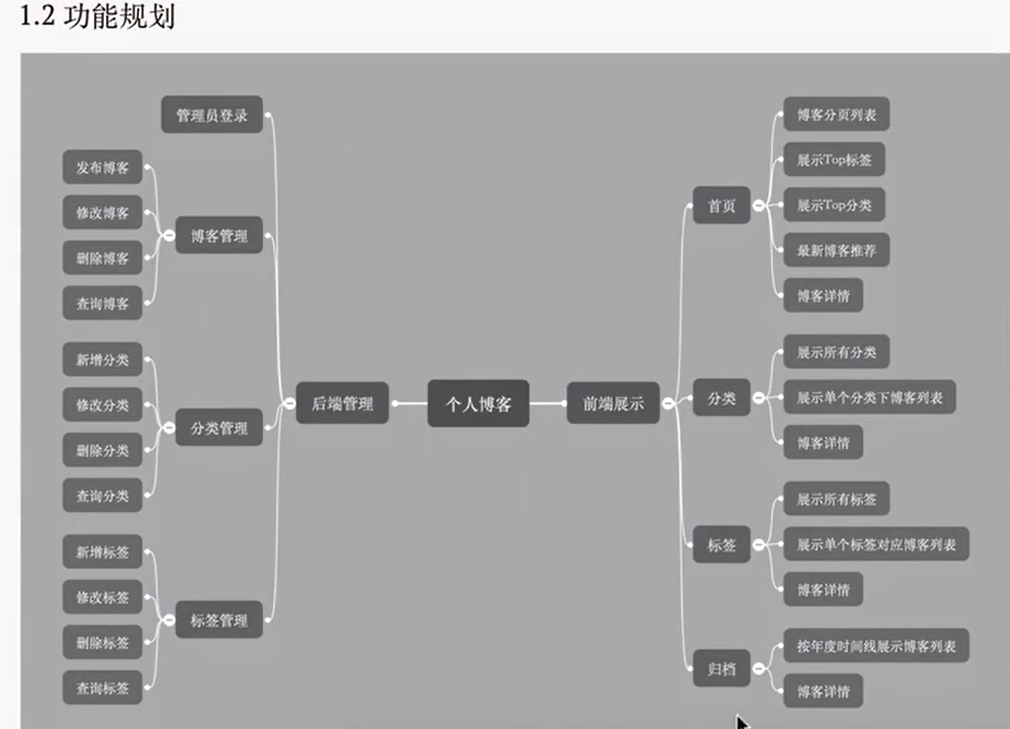 1.2 功能规划
个人博客
后端管理
管理员登录
博客管理
发布博客
修改博客
删除博客
查询博客
分类管理
新增分类
修改分类
删除分类
查询分类
标签管理
新增标签
修改标签
删除标签
查询标签
前端展示
首页
博客分页列表
展示Top标签
展示Top分类
最新博客推荐
博客详情
分类
展示所有分类
展示单个分类下博客列表
博客详情
标签
展示所有标签
展示单个标签对应博客列表
博客详情
归档
按年度时间线展示博客列表
博客详情